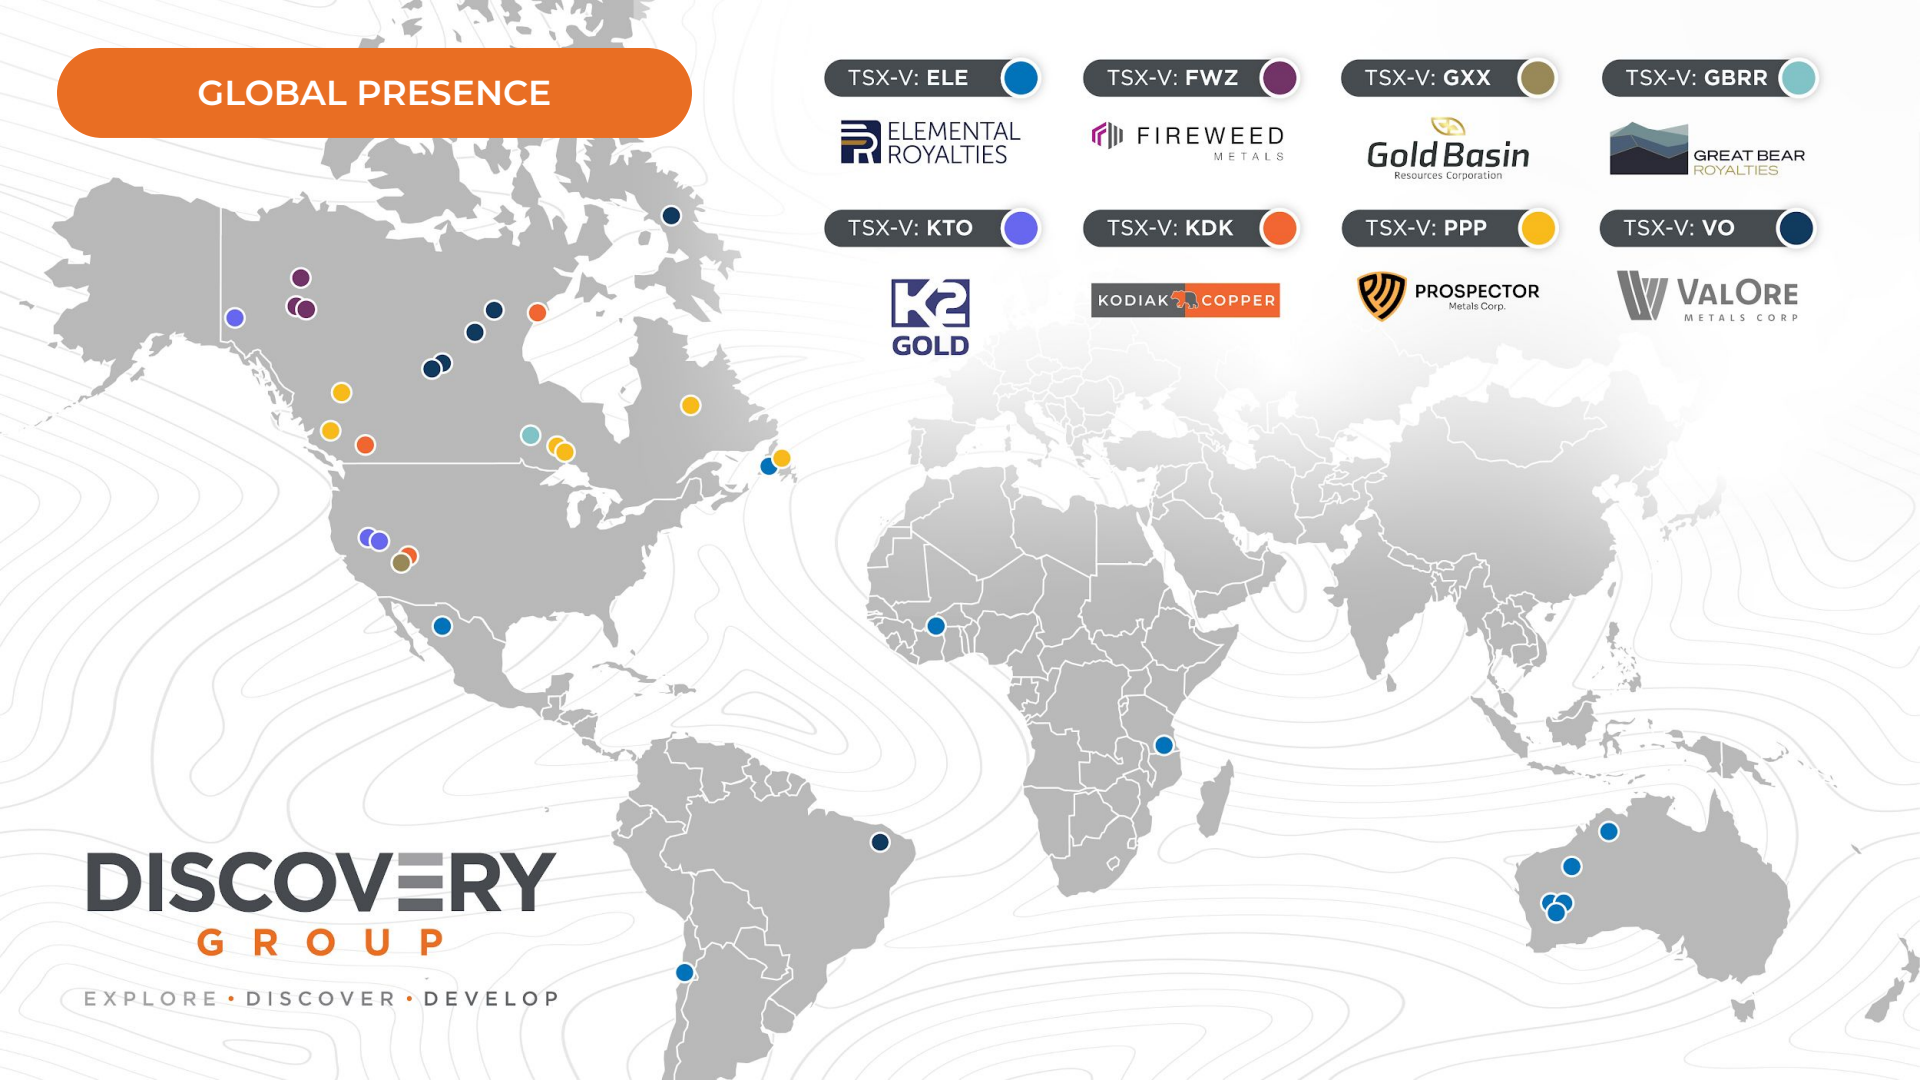 GLOBAL PRESENCE
TSX-V: ELE
TSX-V: FWZ
TSX-V: GXX
TSX-V: GBRR
ELEMENTAL
ROYALTIES
FIREWEED
METALS
Gold Basin
Resources Corporation
GREAT BEAR
ROYALTIES
TSX-V: KTO
TSX-V: KDK
TSX-V: PPP
TSX-V: VO
K2
GOLD
KODIAK COPPER
PROSPECTOR
Metals Corp.
VALORE
METALS CORP
DISCOVERY
GROUP
EXPLORE • DISCOVER • DEVELOP